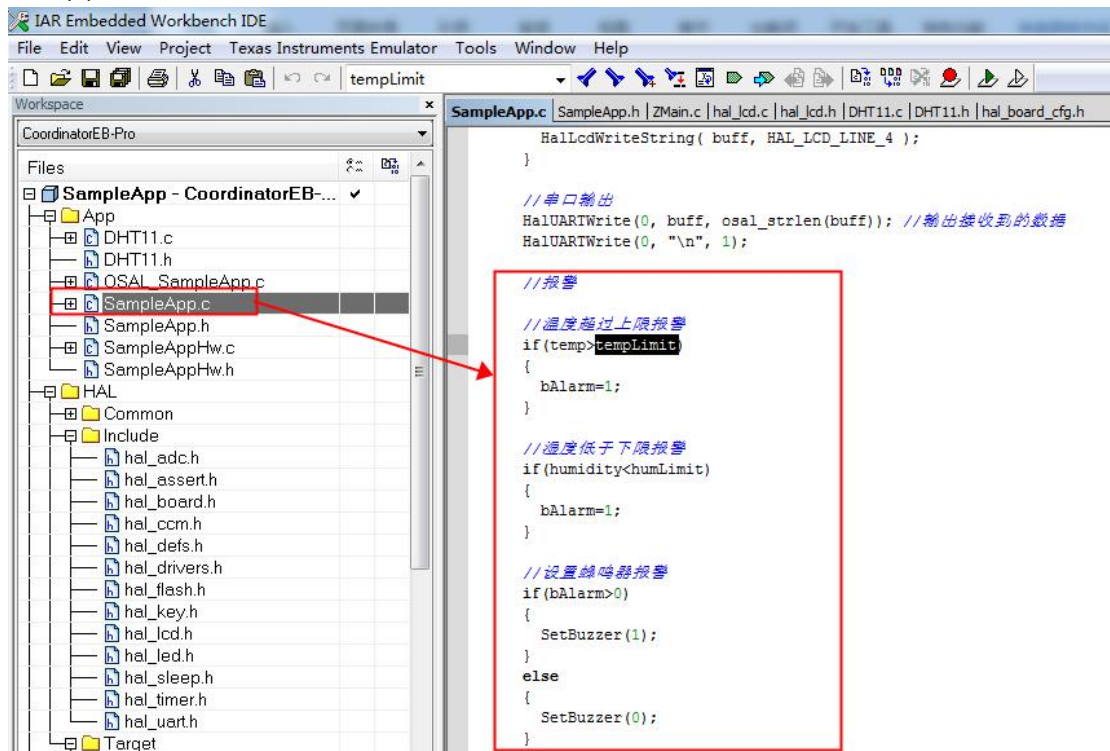 IAR Embedded Workbench IDE
File Edit View Project Texas Instruments Emulator Tools Window Help
tempLimit
Workspace
CoordinatorEB-Pro
Files
SampleApp - CoordinatorEB-...
App
DHT11.c
DHT11.h
OSAL_SampleApp.c
SampleApp.c
SampleApp.h
SampleAppHw.c
SampleAppHw.h
HAL
Common
Include
hal_adc.h
hal_assert.h
hal_board.h
hal_ccm.h
hal_defs.h
hal_drivers.h
hal_flash.h
hal_key.h
hal_lcd.h
hal_led.h
hal_sleep.h
hal_timer.h
hal_uart.h
Target
SampleApp.c SampleApp.h ZMain.c hal_lcd.c hal_lcd.h DHT11.c DHT11.h hal_board_cfg.h
HalLcdWriteString( buff, HAL_LCD_LINE_4 );
}
//串口输出
HalUARTWrite(0, buff, osal_strlen(buff)); //输出接收到的数据
HalUARTWrite(0, "\n", 1);
//报警
//温度超过上限报警
if(temp>tempLimit)
{
bAlarm=1;
}
//湿度低于下限报警
if(humidity<humLimit)
{
bAlarm=1;
}
//设置蜂鸣器报警
if(bAlarm>0)
{
SetBuzzer(1);
}
else
{
SetBuzzer(0);
}